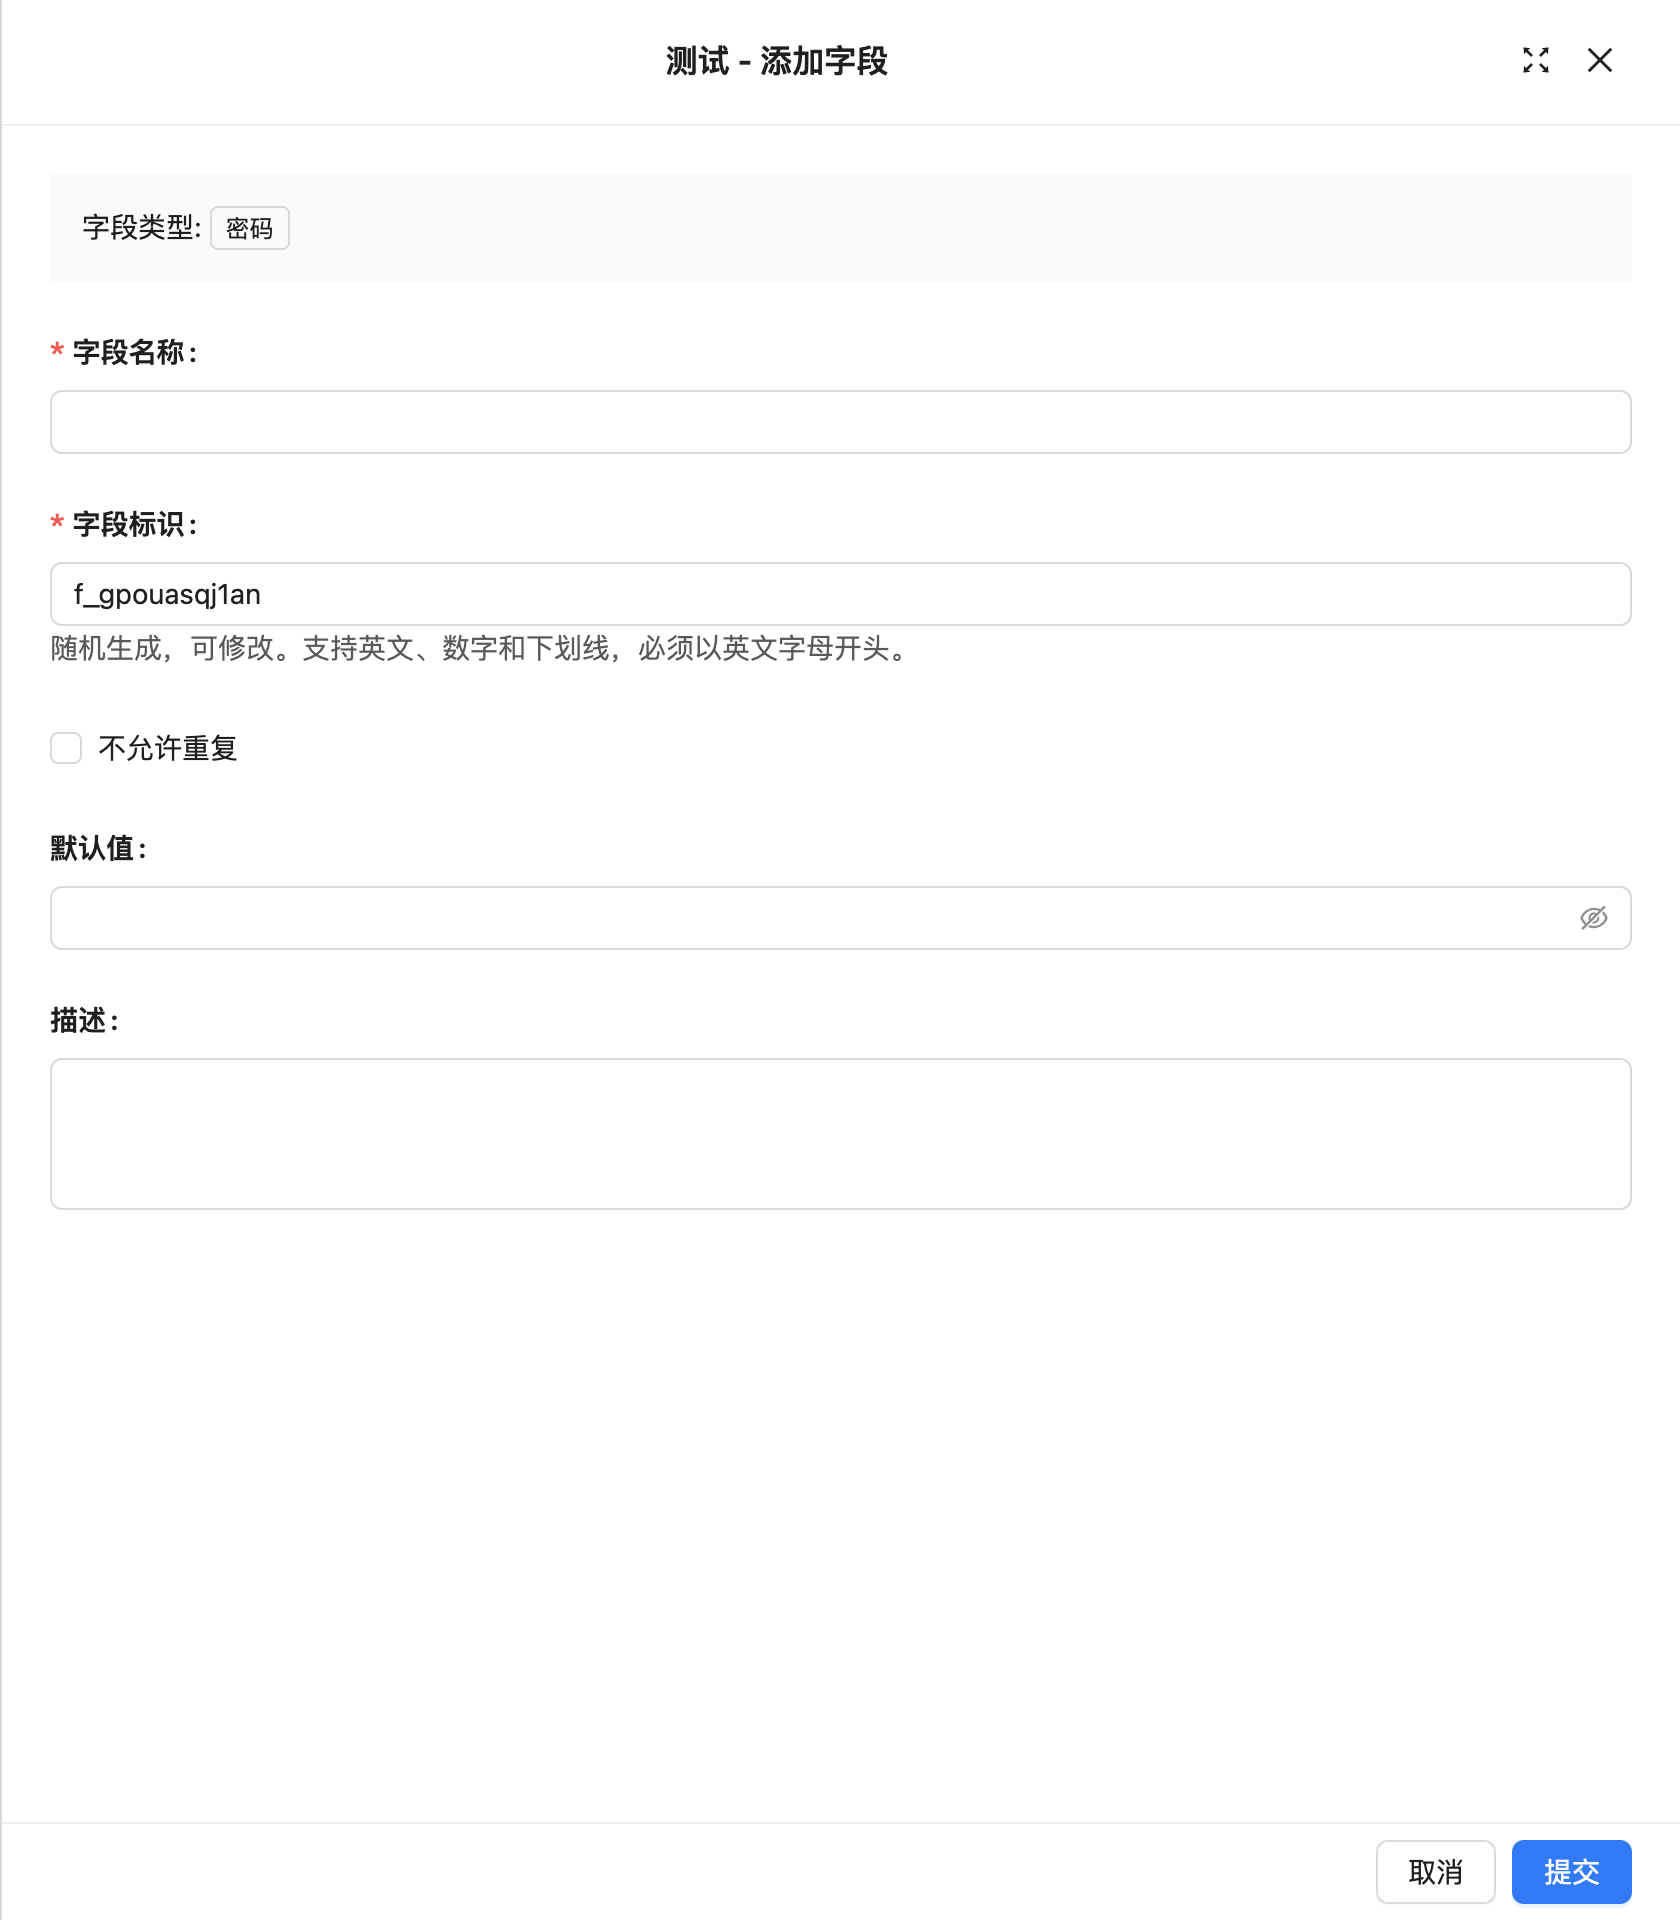 测试 - 添加字段
字段类型: 密码
* 字段名称:
* 字段标识:
f_gpouasqj1an
随机生成，可修改。支持英文、数字和下划线，必须以英文字母开头。
不允许重复
默认值:
描述:
取消 提交